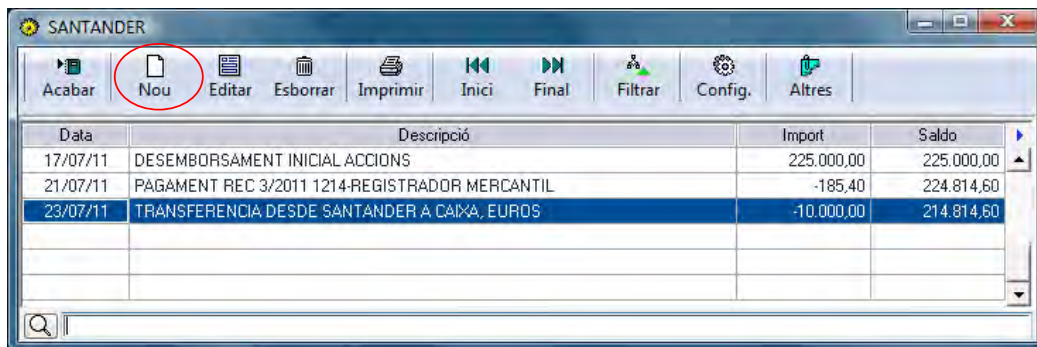 SANTANDER
Acabar Nou Editar Esborrar Imprimir Inici Final Filtrar Config. Altres
Data Descripció Import Saldo
17/07/11 DESEMBORSAMENT INICIAL ACCIONS 225.000,00 225.000,00
21/07/11 PAGAMENT REC 3/2011 1214-REGISTRADOR MERCANTIL -185,40 224.814,60
23/07/11 TRANSFERENCIA DESDE SANTANDER A CAIXA, EUROS -10.000,00 214.814,60